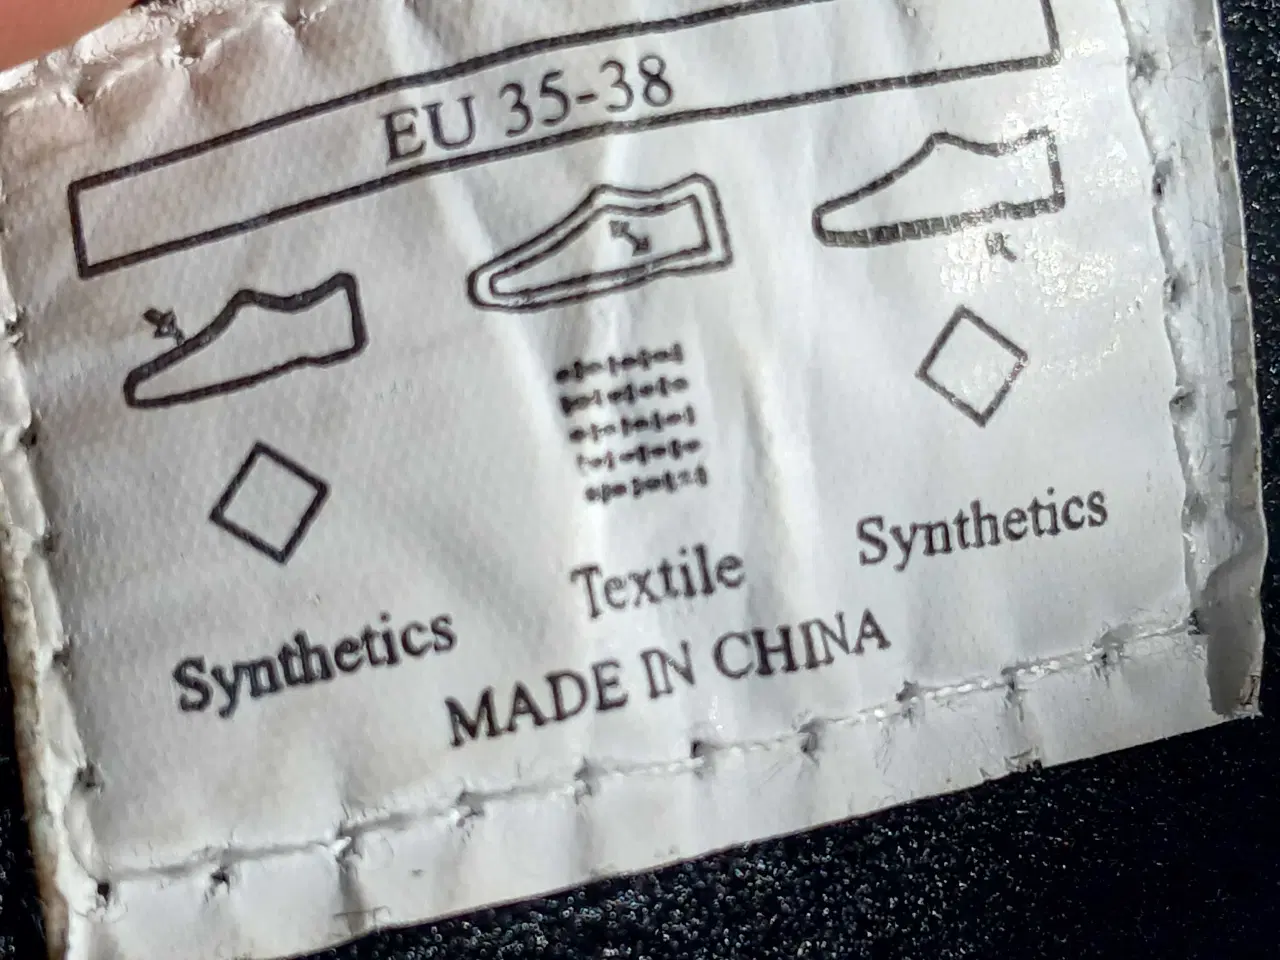 EU 35-38
Synthetics
Textile
Synthetics
MADE IN CHINA